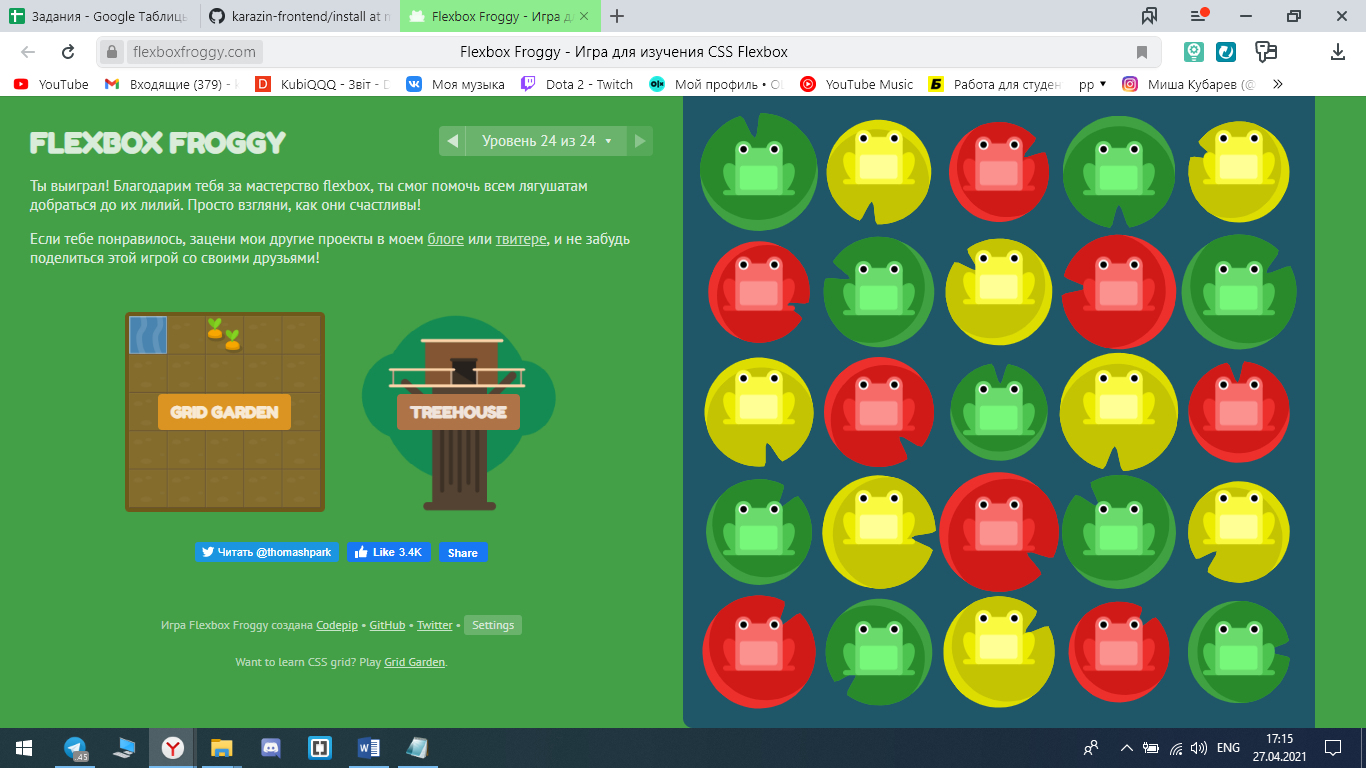 Задания - Google Таблиць
karazin-frontend/install at m
Flexbox Froggy - Игра д
flexboxfroggy.com
Flexbox Froggy - Игра для изучения CSS Flexbox
YouTube
Входящие (379) -
KubiQQQ - Звіт -
Моя музыка
Dota 2 - Twitch
Мой профиль •
YouTube Music
Работа для студен
pp
Миша Кубарев (@
FLEXBOX FROGGY
Уровень 24 из 24
Ты выиграл! Благодарим тебя за мастерство flexbox, ты смог помочь всем лягушатам
добраться до их лилий. Просто взгляни, как они счастливы!
Если тебе понравилось, зацени мои другие проекты в моем блоге или твитере, и не забудь
поделиться этой игрой со своими друзьями!
GRID GARDEN
TREEHOUSE
Читать @thomashpark
Like 3.4K
Share
Игра Flexbox Froggy создана Codepip • GitHub • Twitter • Settings
Want to learn CSS grid? Play Grid Garden.
.45
ENG
17:15
27.04.2021